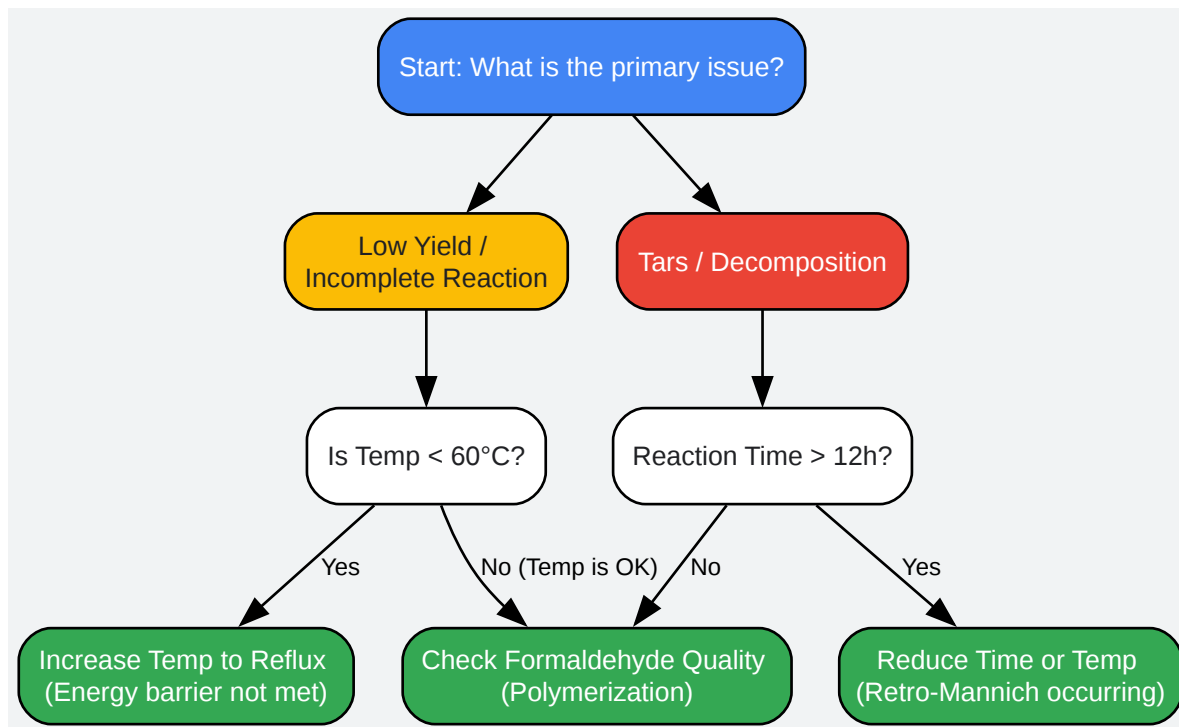 Start: What is the primary issue?
Low Yield /
Incomplete Reaction
Tars / Decomposition
Is Temp < 60°C?
Reaction Time > 12h?
Yes
No (Temp is OK)
No
Yes
Increase Temp to Reflux
(Energy barrier not met)
Check Formaldehyde Quality
(Polymerization)
Reduce Time or Temp
(Retro-Mannich occurring)